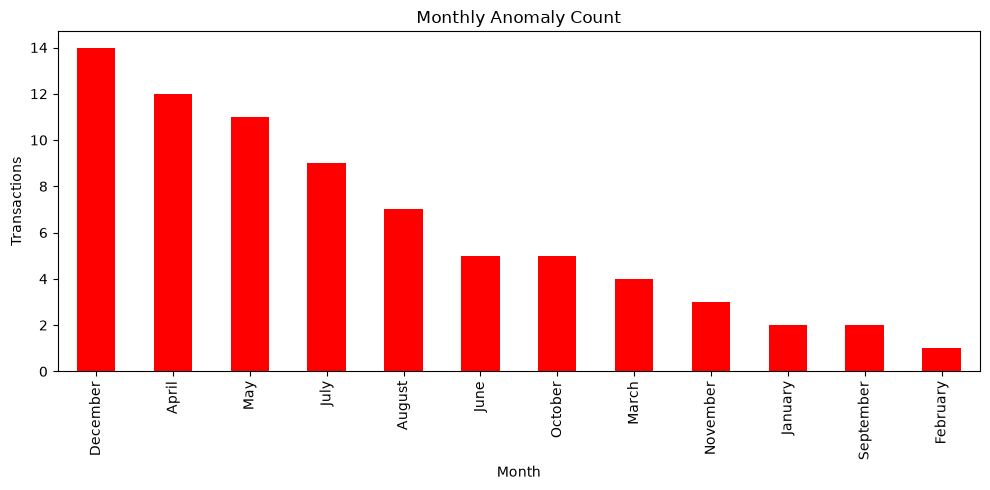 Monthly Anomaly Count
Transactions
14
12
10
8
6
4
2
0
December
April
May
July
August
June
October
March
November
January
September
February
Month